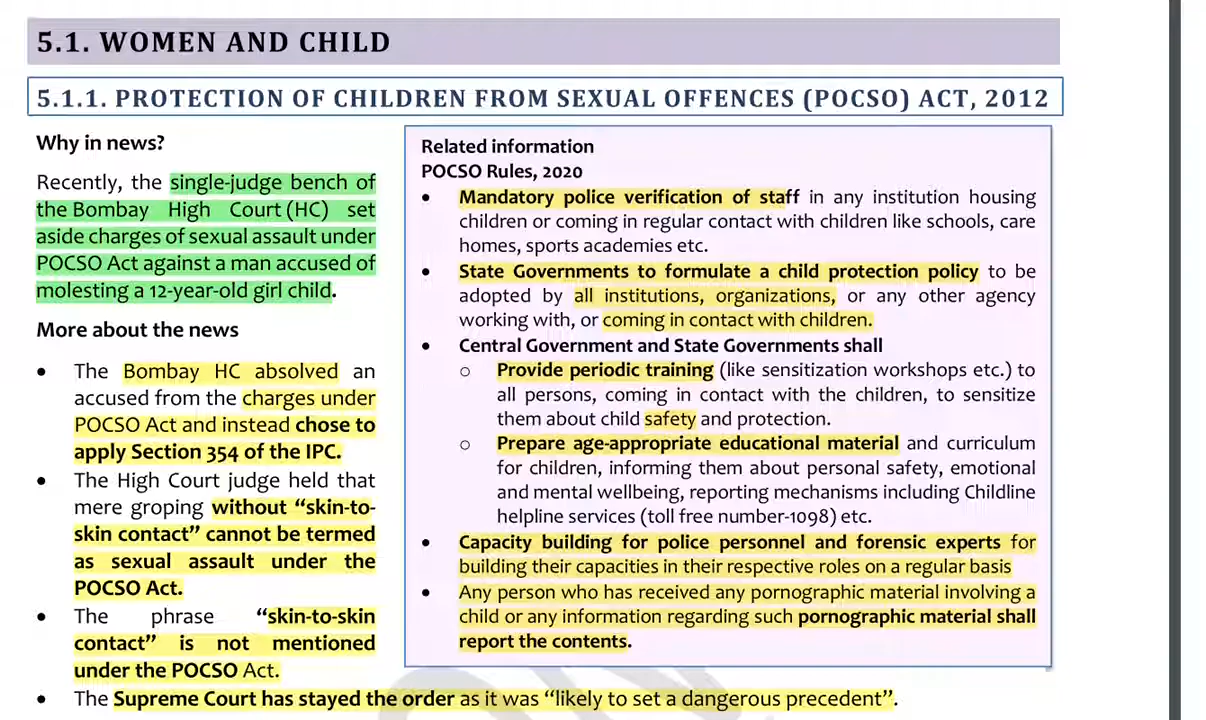 5.1. WOMEN AND CHILD
5.1.1. PROTECTION OF CHILDREN FROM SEXUAL OFFENCES (POCSO) ACT, 2012
Why in news?
Recently, the single-judge bench of
the Bombay High Court (HC) set
aside charges of sexual assault under
POCSO Act against a man accused of
molesting a 12-year-old girl child.
More about the news
• The Bombay HC absolved an
accused from the charges under
POCSO Act and instead chose to
apply Section 354 of the IPC.
• The High Court judge held that
mere groping without “skin-to-
skin contact” cannot be termed
as sexual assault under the
POCSO Act.
• The phrase “skin-to-skin
contact” is not mentioned
under the POCSO Act.
• The Supreme Court has stayed the order as it was “likely to set a dangerous precedent”.
Related information
POCSO Rules, 2020
• Mandatory police verification of staff in any institution housing
children or coming in regular contact with children like schools, care
homes, sports academies etc.
• State Governments to formulate a child protection policy to be
adopted by all institutions, organizations, or any other agency
working with, or coming in contact with children.
• Central Government and State Governments shall
o Provide periodic training (like sensitization workshops etc.) to
all persons, coming in contact with the children, to sensitize
them about child safety and protection.
o Prepare age-appropriate educational material and curriculum
for children, informing them about personal safety, emotional
and mental wellbeing, reporting mechanisms including Childline
helpline services (toll free number-1098) etc.
• Capacity building for police personnel and forensic experts for
building their capacities in their respective roles on a regular basis
• Any person who has received any pornographic material involving a
child or any information regarding such pornographic material shall
report the contents.